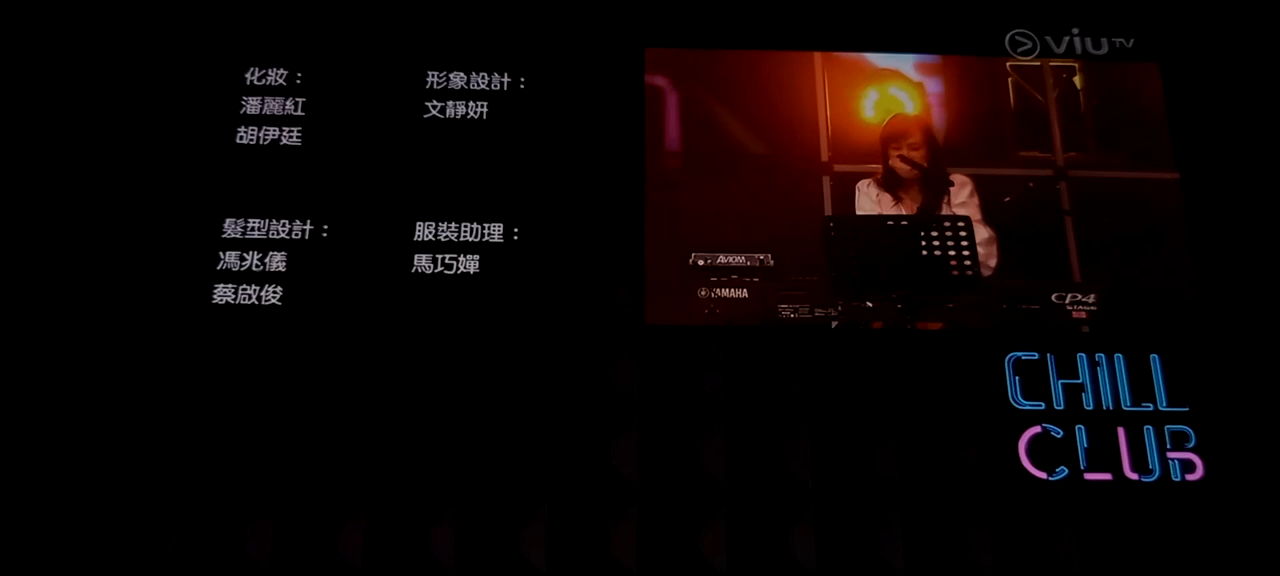 viuTV
化妝：
潘麗紅
胡伊廷
形象設計：
文靜妍
髮型設計：
馮兆儀
蔡啟俊
服裝助理：
馬巧嬋
AVIOM
YAMAHA
CP4
STAGE
CHILL
CLUB